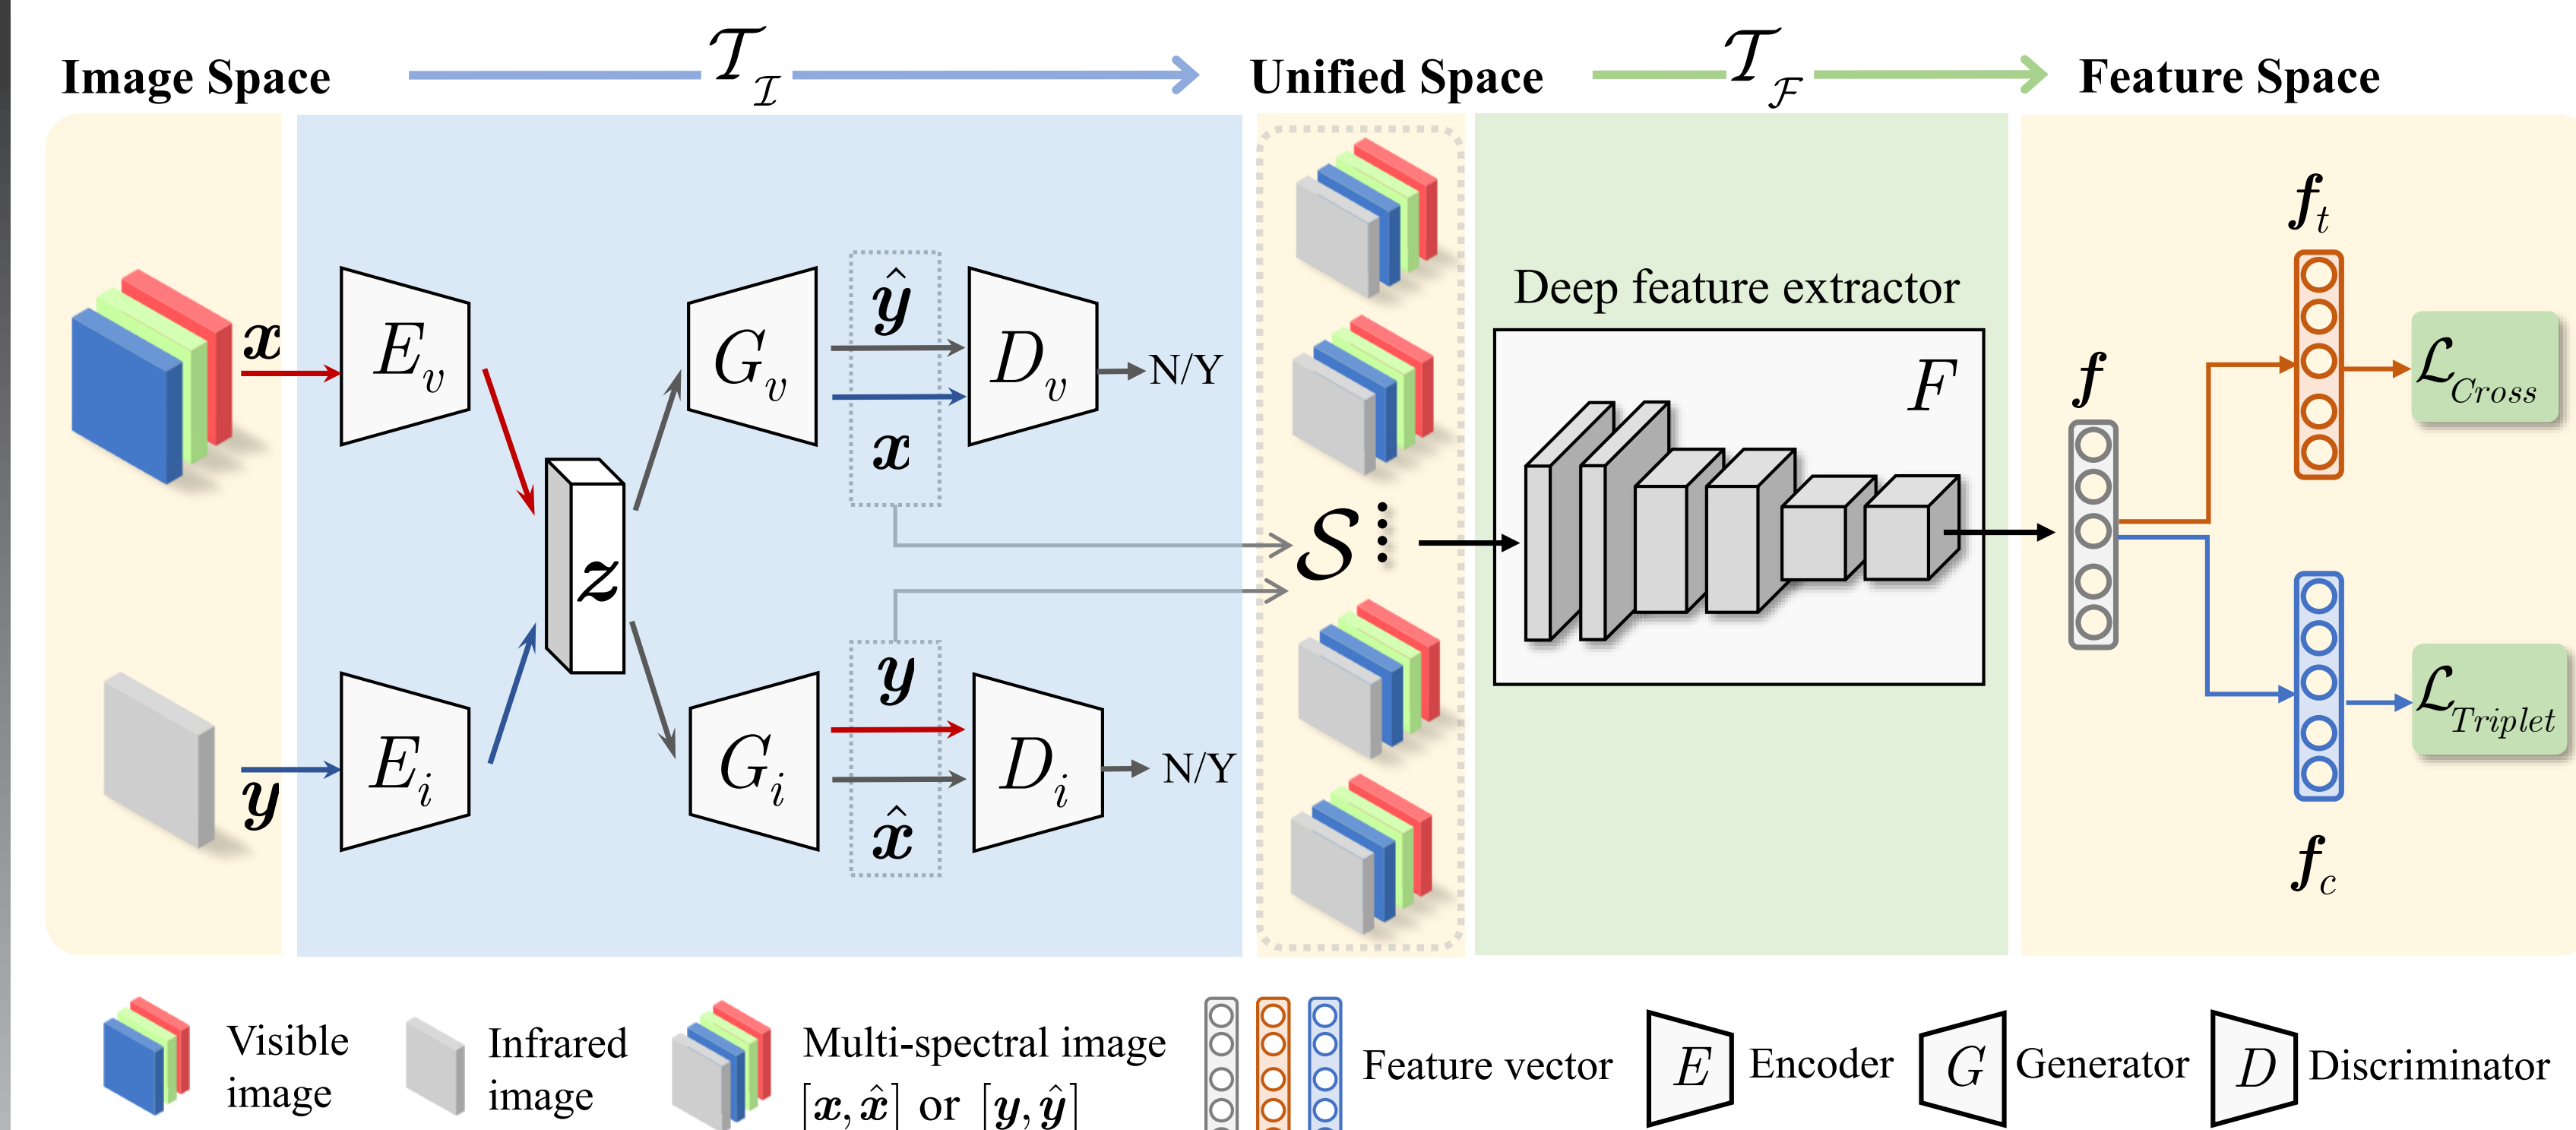 Image Space
𝒯_ℐ
Unified Space
𝒯_ℱ
Feature Space
x
E_v
G_v
ŷ
x
D_v
N/Y
z
y
E_i
G_i
y
x̂
D_i
N/Y
𝒮
Deep feature extractor
F
f
f_t
ℒ_Cross
ℒ_Triplet
f_c
Visible
image
Infrared
image
Multi-spectral image
[x, x̂] or [y, ŷ]
Feature vector
E
Encoder
G
Generator
D
Discriminator